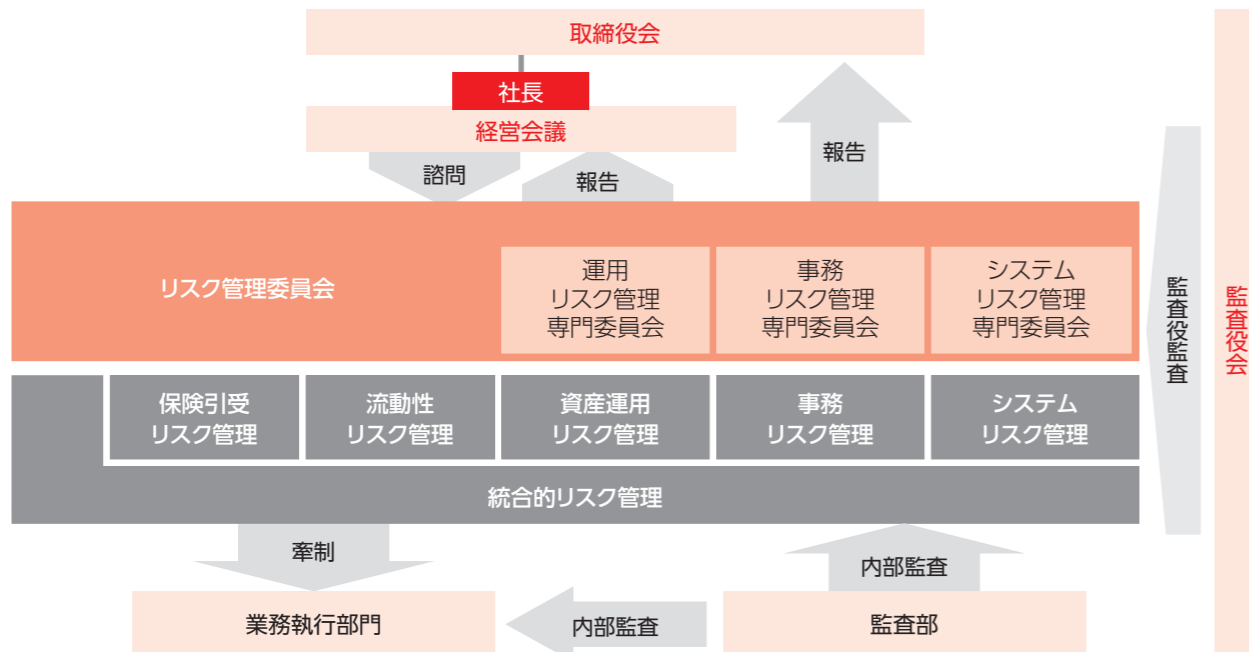 取締役会
社長
経営会議
諮問
報告
報告
リスク管理委員会
運用
リスク管理
専門委員会
事務
リスク管理
専門委員会
システム
リスク管理
専門委員会
保険引受
リスク管理
流動性
リスク管理
資産運用
リスク管理
事務
リスク管理
システム
リスク管理
統合的リスク管理
牽制
内部監査
業務執行部門
内部監査
監査部
監査役監査
監査役会